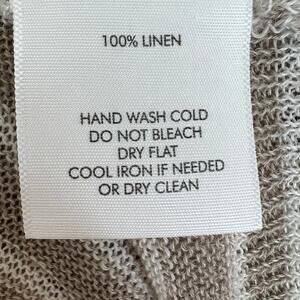 100% LINEN
HAND WASH COLD
DO NOT BLEACH
DRY FLAT
COOL IRON IF NEEDED
OR DRY CLEAN